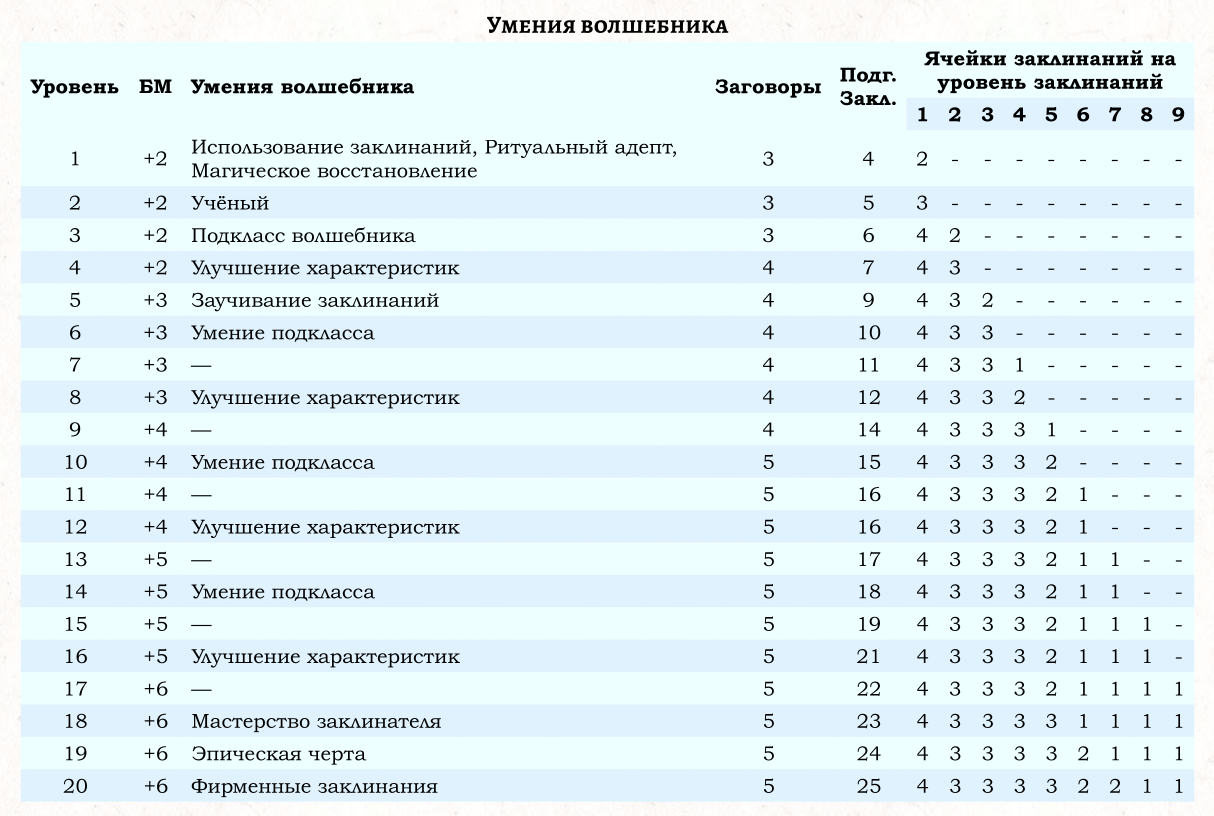 Умения волшебника
Уровень БМ Умения волшебника Заговоры Подг. Закл. Ячейки заклинаний на уровень заклинаний
1 2 3 4 5 6 7 8 9
1 +2 Использование заклинаний, Ритуальный адепт,
Магическое восстановление 3 4 2 - - - - - - - -
2 +2 Учёный 3 5 3 - - - - - - - -
3 +2 Подкласс волшебника 3 6 4 2 - - - - - - -
4 +2 Улучшение характеристик 4 7 4 3 - - - - - - -
5 +3 Заучивание заклинаний 4 9 4 3 2 - - - - - -
6 +3 Умение подкласса 4 10 4 3 3 - - - - - -
7 +3 — 4 11 4 3 3 1 - - - - -
8 +3 Улучшение характеристик 4 12 4 3 3 2 - - - - -
9 +4 — 4 14 4 3 3 3 1 - - - -
10 +4 Умение подкласса 5 15 4 3 3 3 2 - - - -
11 +4 — 5 16 4 3 3 3 2 1 - - -
12 +4 Улучшение характеристик 5 16 4 3 3 3 2 1 - - -
13 +5 — 5 17 4 3 3 3 2 1 1 - -
14 +5 Умение подкласса 5 18 4 3 3 3 2 1 1 - -
15 +5 — 5 19 4 3 3 3 2 1 1 1 -
16 +5 Улучшение характеристик 5 21 4 3 3 3 2 1 1 1 -
17 +6 — 5 22 4 3 3 3 2 1 1 1 1
18 +6 Мастерство заклинателя 5 23 4 3 3 3 3 1 1 1 1
19 +6 Эпическая черта 5 24 4 3 3 3 3 2 1 1 1
20 +6 Фирменные заклинания 5 25 4 3 3 3 3 2 2 1 1